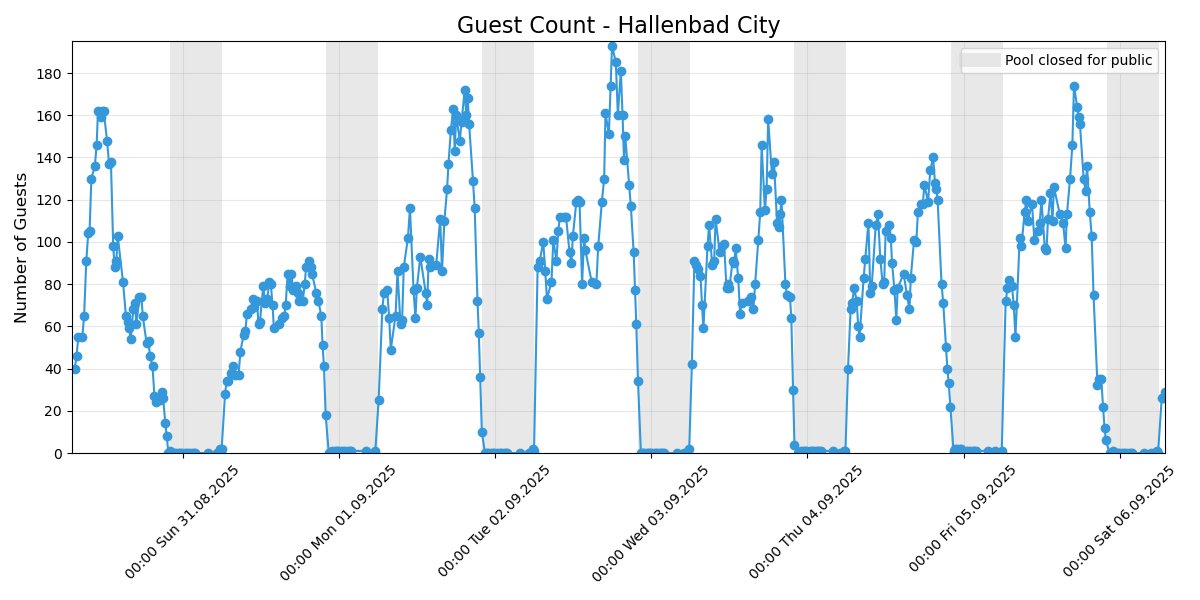 Guest Count - Hallenbad City
Pool closed for public
Number of Guests
180
160
140
120
100
80
60
40
20
0
00:00 Sun 31.08.2025
00:00 Mon 01.09.2025
00:00 Tue 02.09.2025
00:00 Wed 03.09.2025
00:00 Thu 04.09.2025
00:00 Fri 05.09.2025
00:00 Sat 06.09.2025